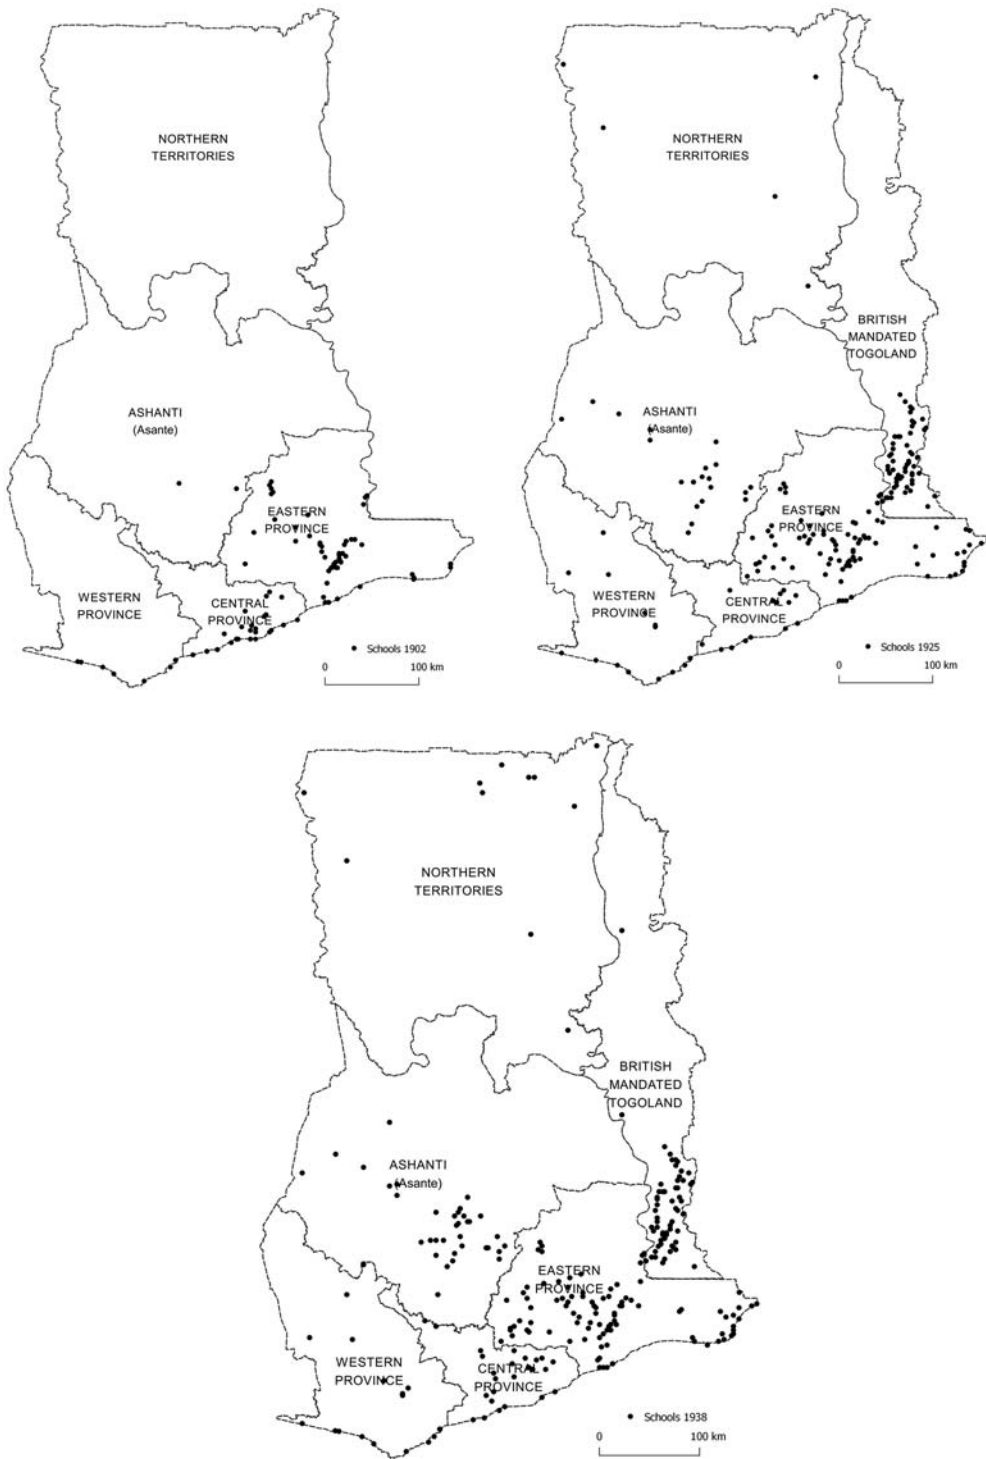 NORTHERN
TERRITORIES
ASHANTI
(Asante)
EASTERN
PROVINCE
WESTERN
PROVINCE
CENTRAL
PROVINCE
Schools 1902
0 100 km
NORTHERN
TERRITORIES
BRITISH
MANDATED
TOGOLAND
ASHANTI
(Asante)
EASTERN
PROVINCE
WESTERN
PROVINCE
CENTRAL
PROVINCE
Schools 1925
0 100 km
NORTHERN
TERRITORIES
BRITISH
MANDATED
TOGOLAND
ASHANTI
(Asante)
EASTERN
PROVINCE
WESTERN
PROVINCE
CENTRAL
PROVINCE
Schools 1938
0 100 km